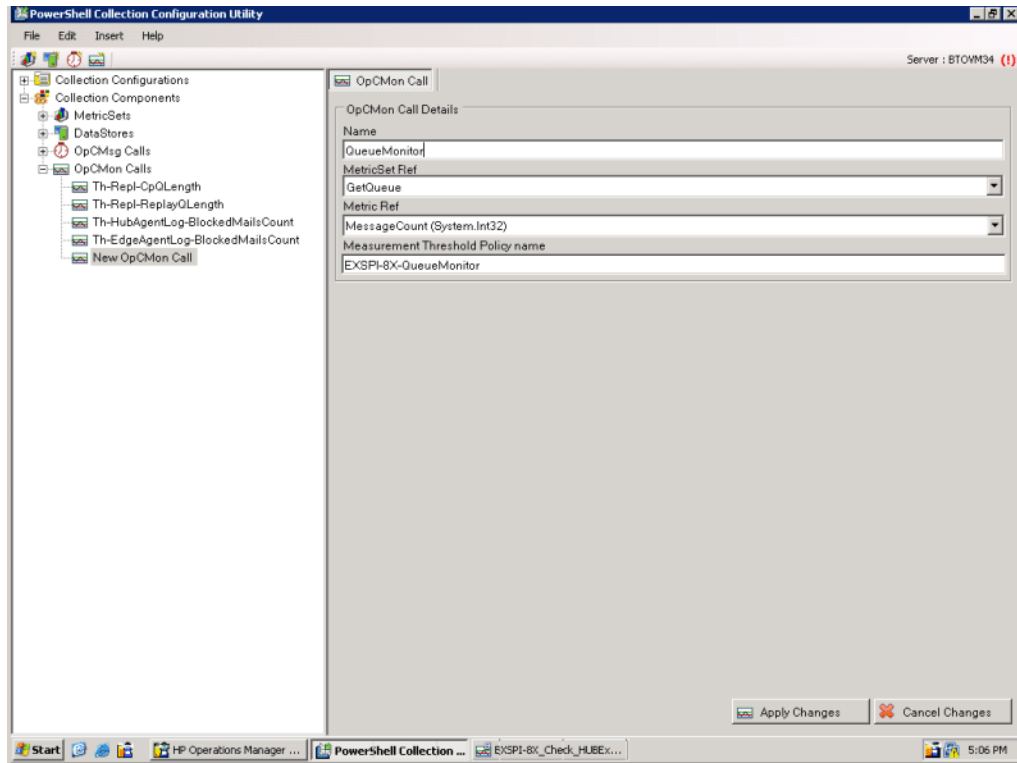 PowerShell Collection Configuration Utility
File Edit Insert Help
Server : BTOVM34 (!)
Collection Configurations
Collection Components
MetricSets
DataStores
OpCMsg Calls
OpCMon Calls
Th-Repl-CpQLength
Th-Repl-ReplayQLength
Th-HubAgentLog-BlockedMailsCount
Th-EdgeAgentLog-BlockedMailsCount
New OpCMon Call
OpCMon Call
OpCMon Call Details
Name
QueueMonitor
MetricSet Ref
GetQueue
Metric Ref
MessageCount (System.Int32)
Measurement Threshold Policy name
EXSPI-8X-QueueMonitor
Apply Changes
Cancel Changes
Start
HP Operations Manager ...
PowerShell Collection ...
EXSPI-8X_Check_HUBEx...
5:06 PM